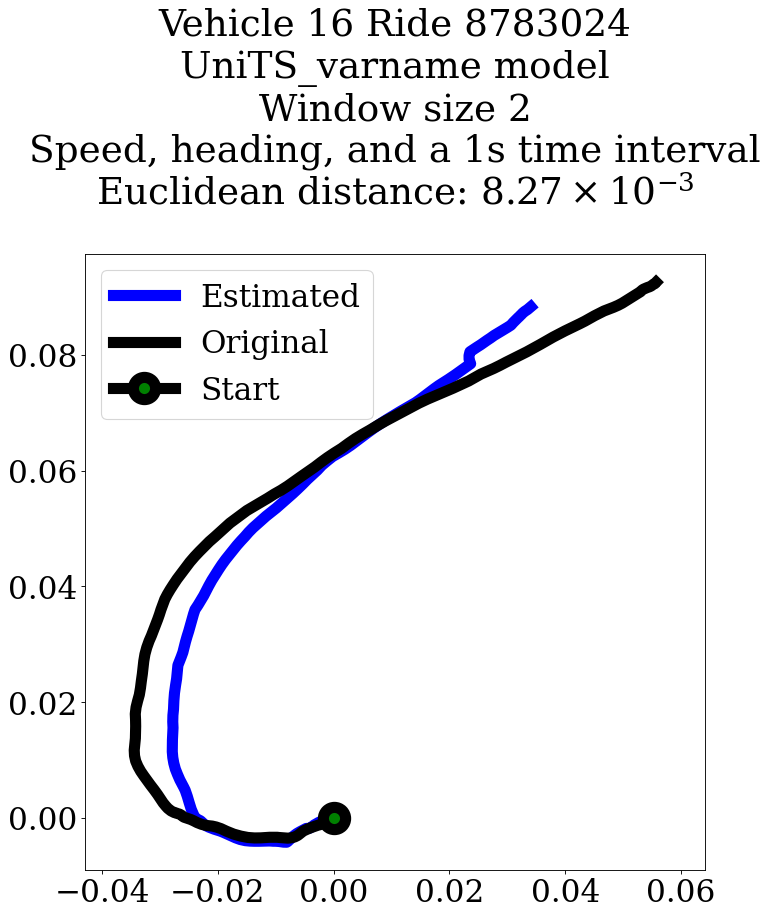 Vehicle 16 Ride 8783024
UniTS_varname model
Window size 2
Speed, heading, and a 1s time interval
Euclidean distance: 8.27 × 10⁻³
Estimated
Original
Start
0.08
0.06
0.04
0.02
0.00
−0.04 −0.02 0.00 0.02 0.04 0.06